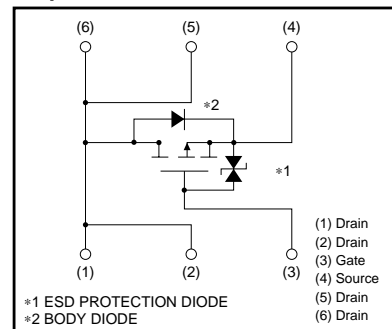 (6) (5) (4)
∗2
∗1
(1) (2) (3)
(1) Drain
(2) Drain
(3) Gate
(4) Source
(5) Drain
(6) Drain
∗1 ESD PROTECTION DIODE
∗2 BODY DIODE